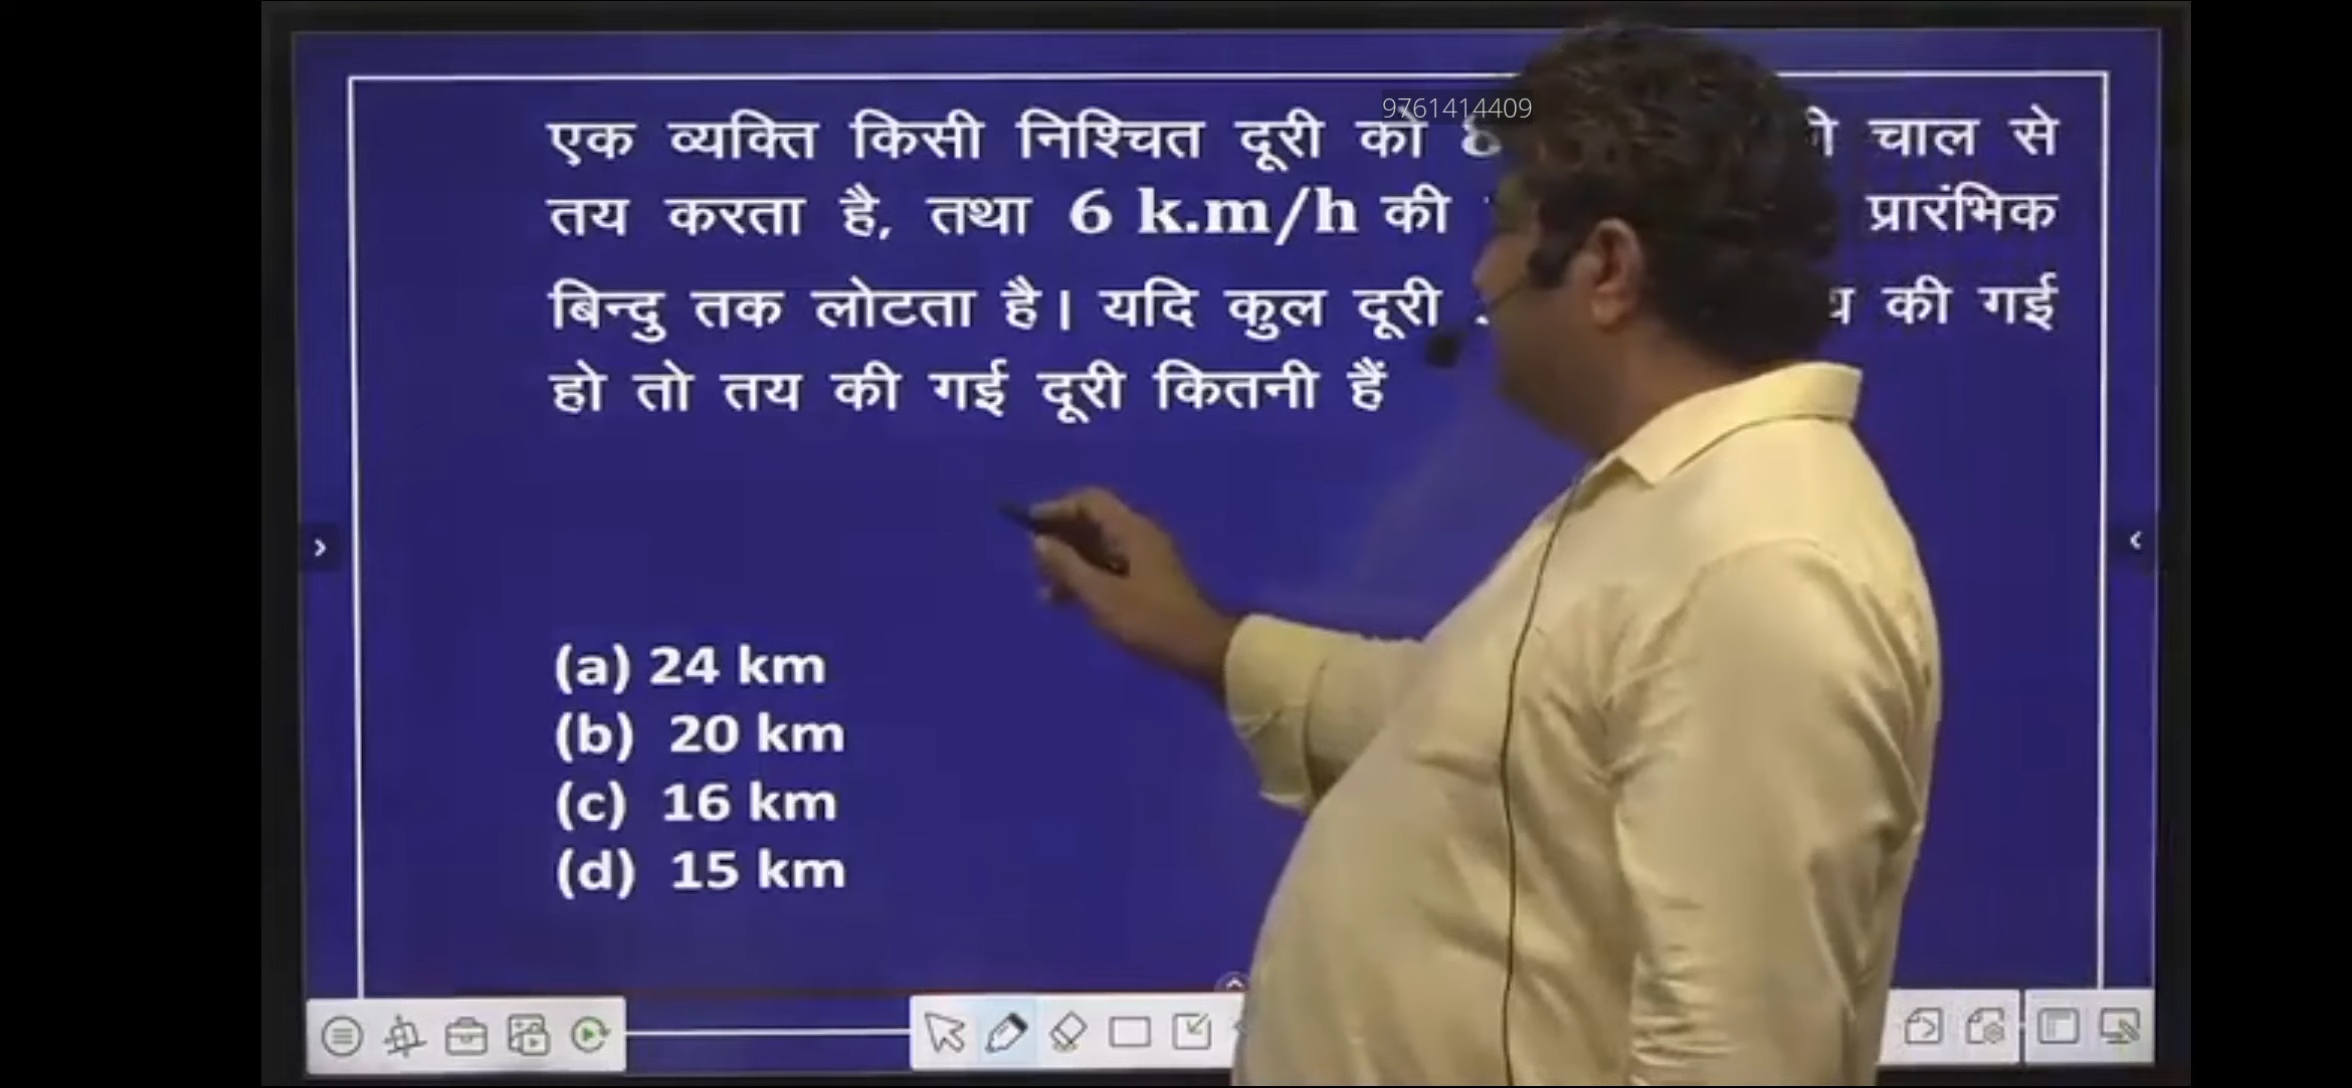 9761414409
एक व्यक्ति किसी निश्चित दूरी को 8 चाल से
तय करता है, तथा 6 k.m/h की प्रारंभिक
बिन्दु तक लोटता है। यदि कुल दूरी की गई
हो तो तय की गई दूरी कितनी हैं
(a) 24 km
(b) 20 km
(c) 16 km
(d) 15 km